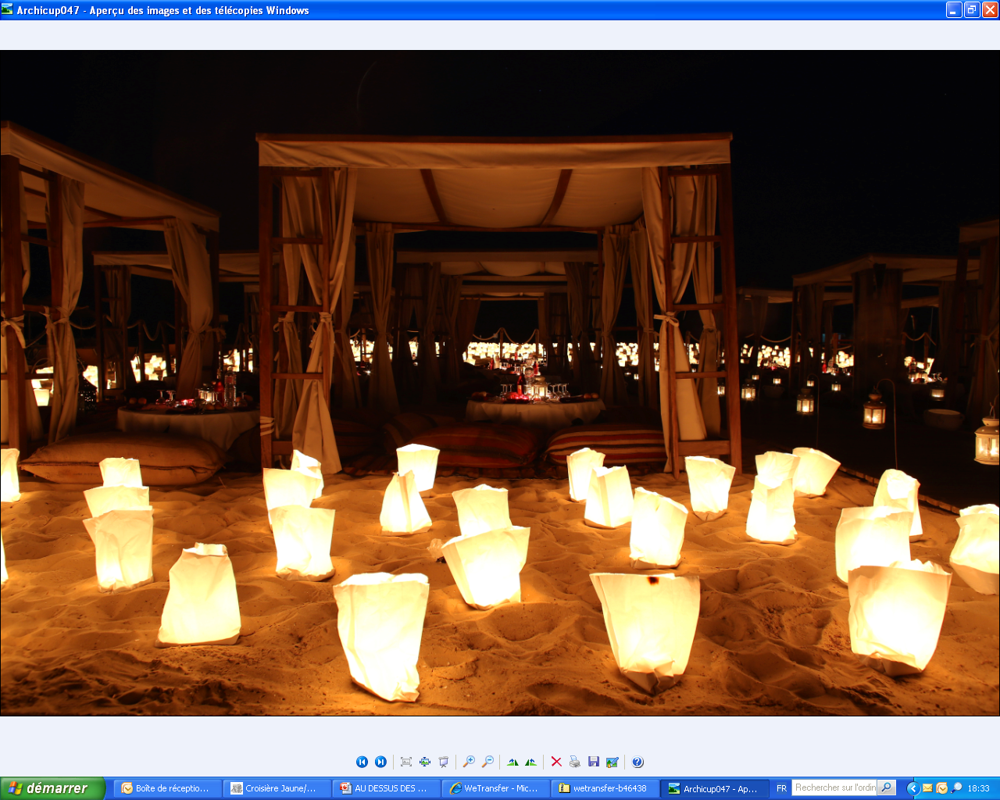 Archicup047 - Aperçu des images et des télécopies Windows
démarrer
Boîte de réceptio...
Croisière Jaune/...
AU DESSUS DES ...
WeTransfer - Mic...
wetransfer-b46438
Archicup047 - Ap...
FR
Rechercher sur l'ordin
18:33